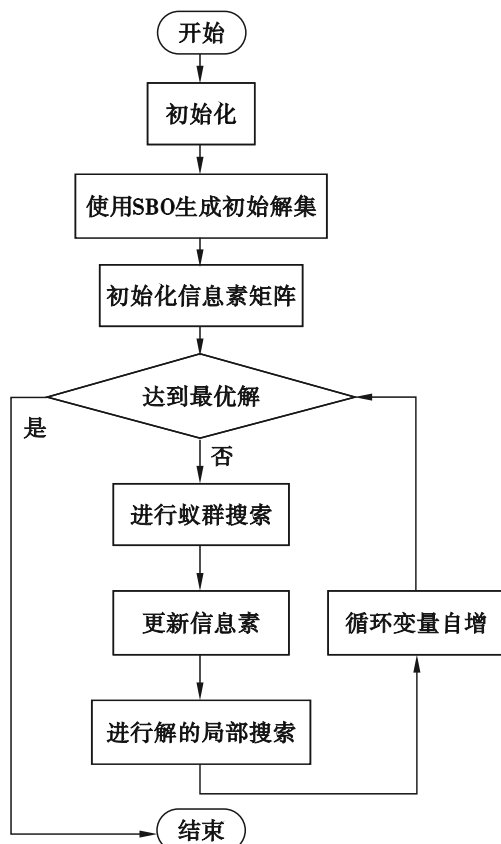 开始
初始化
使用SBO生成初始解集
初始化信息素矩阵
达到最优解
是
否
进行蚁群搜索
更新信息素
循环变量自增
进行解的局部搜索
结束